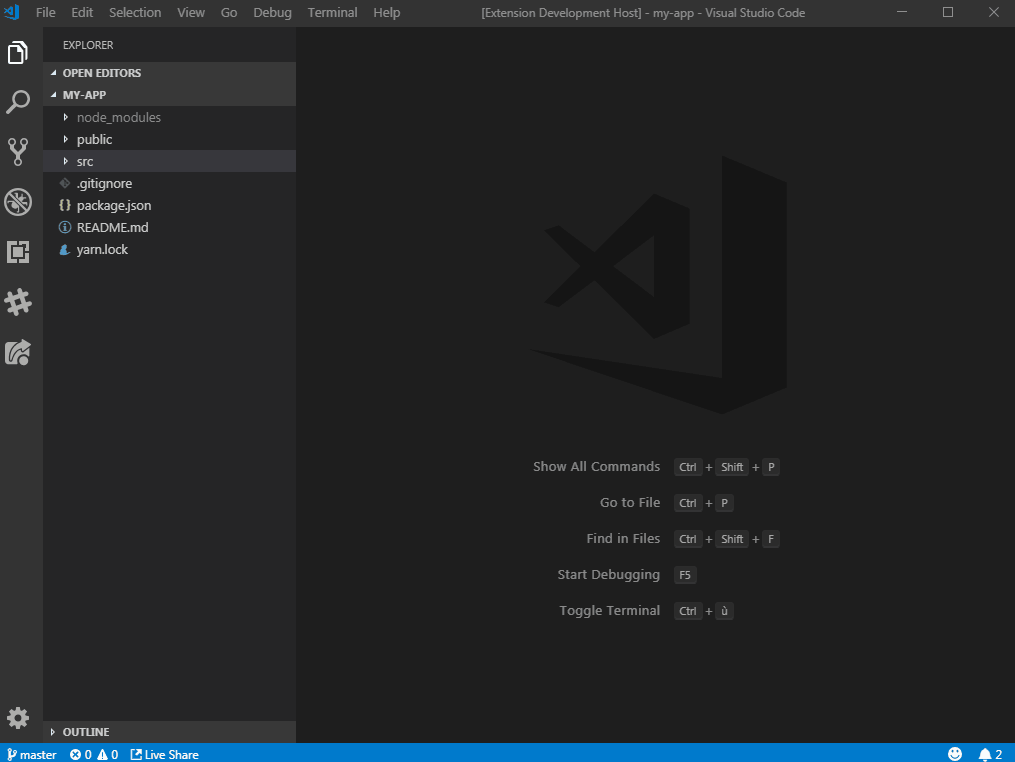 File Edit Selection View Go Debug Terminal Help [Extension Development Host] - my-app - Visual Studio Code
EXPLORER
OPEN EDITORS
MY-APP
node_modules
public
src
.gitignore
package.json
README.md
yarn.lock
Show All Commands Ctrl + Shift + P
Go to File Ctrl + P
Find in Files Ctrl + Shift + F
Start Debugging F5
Toggle Terminal Ctrl + ù
OUTLINE
master 0 0 Live Share 2